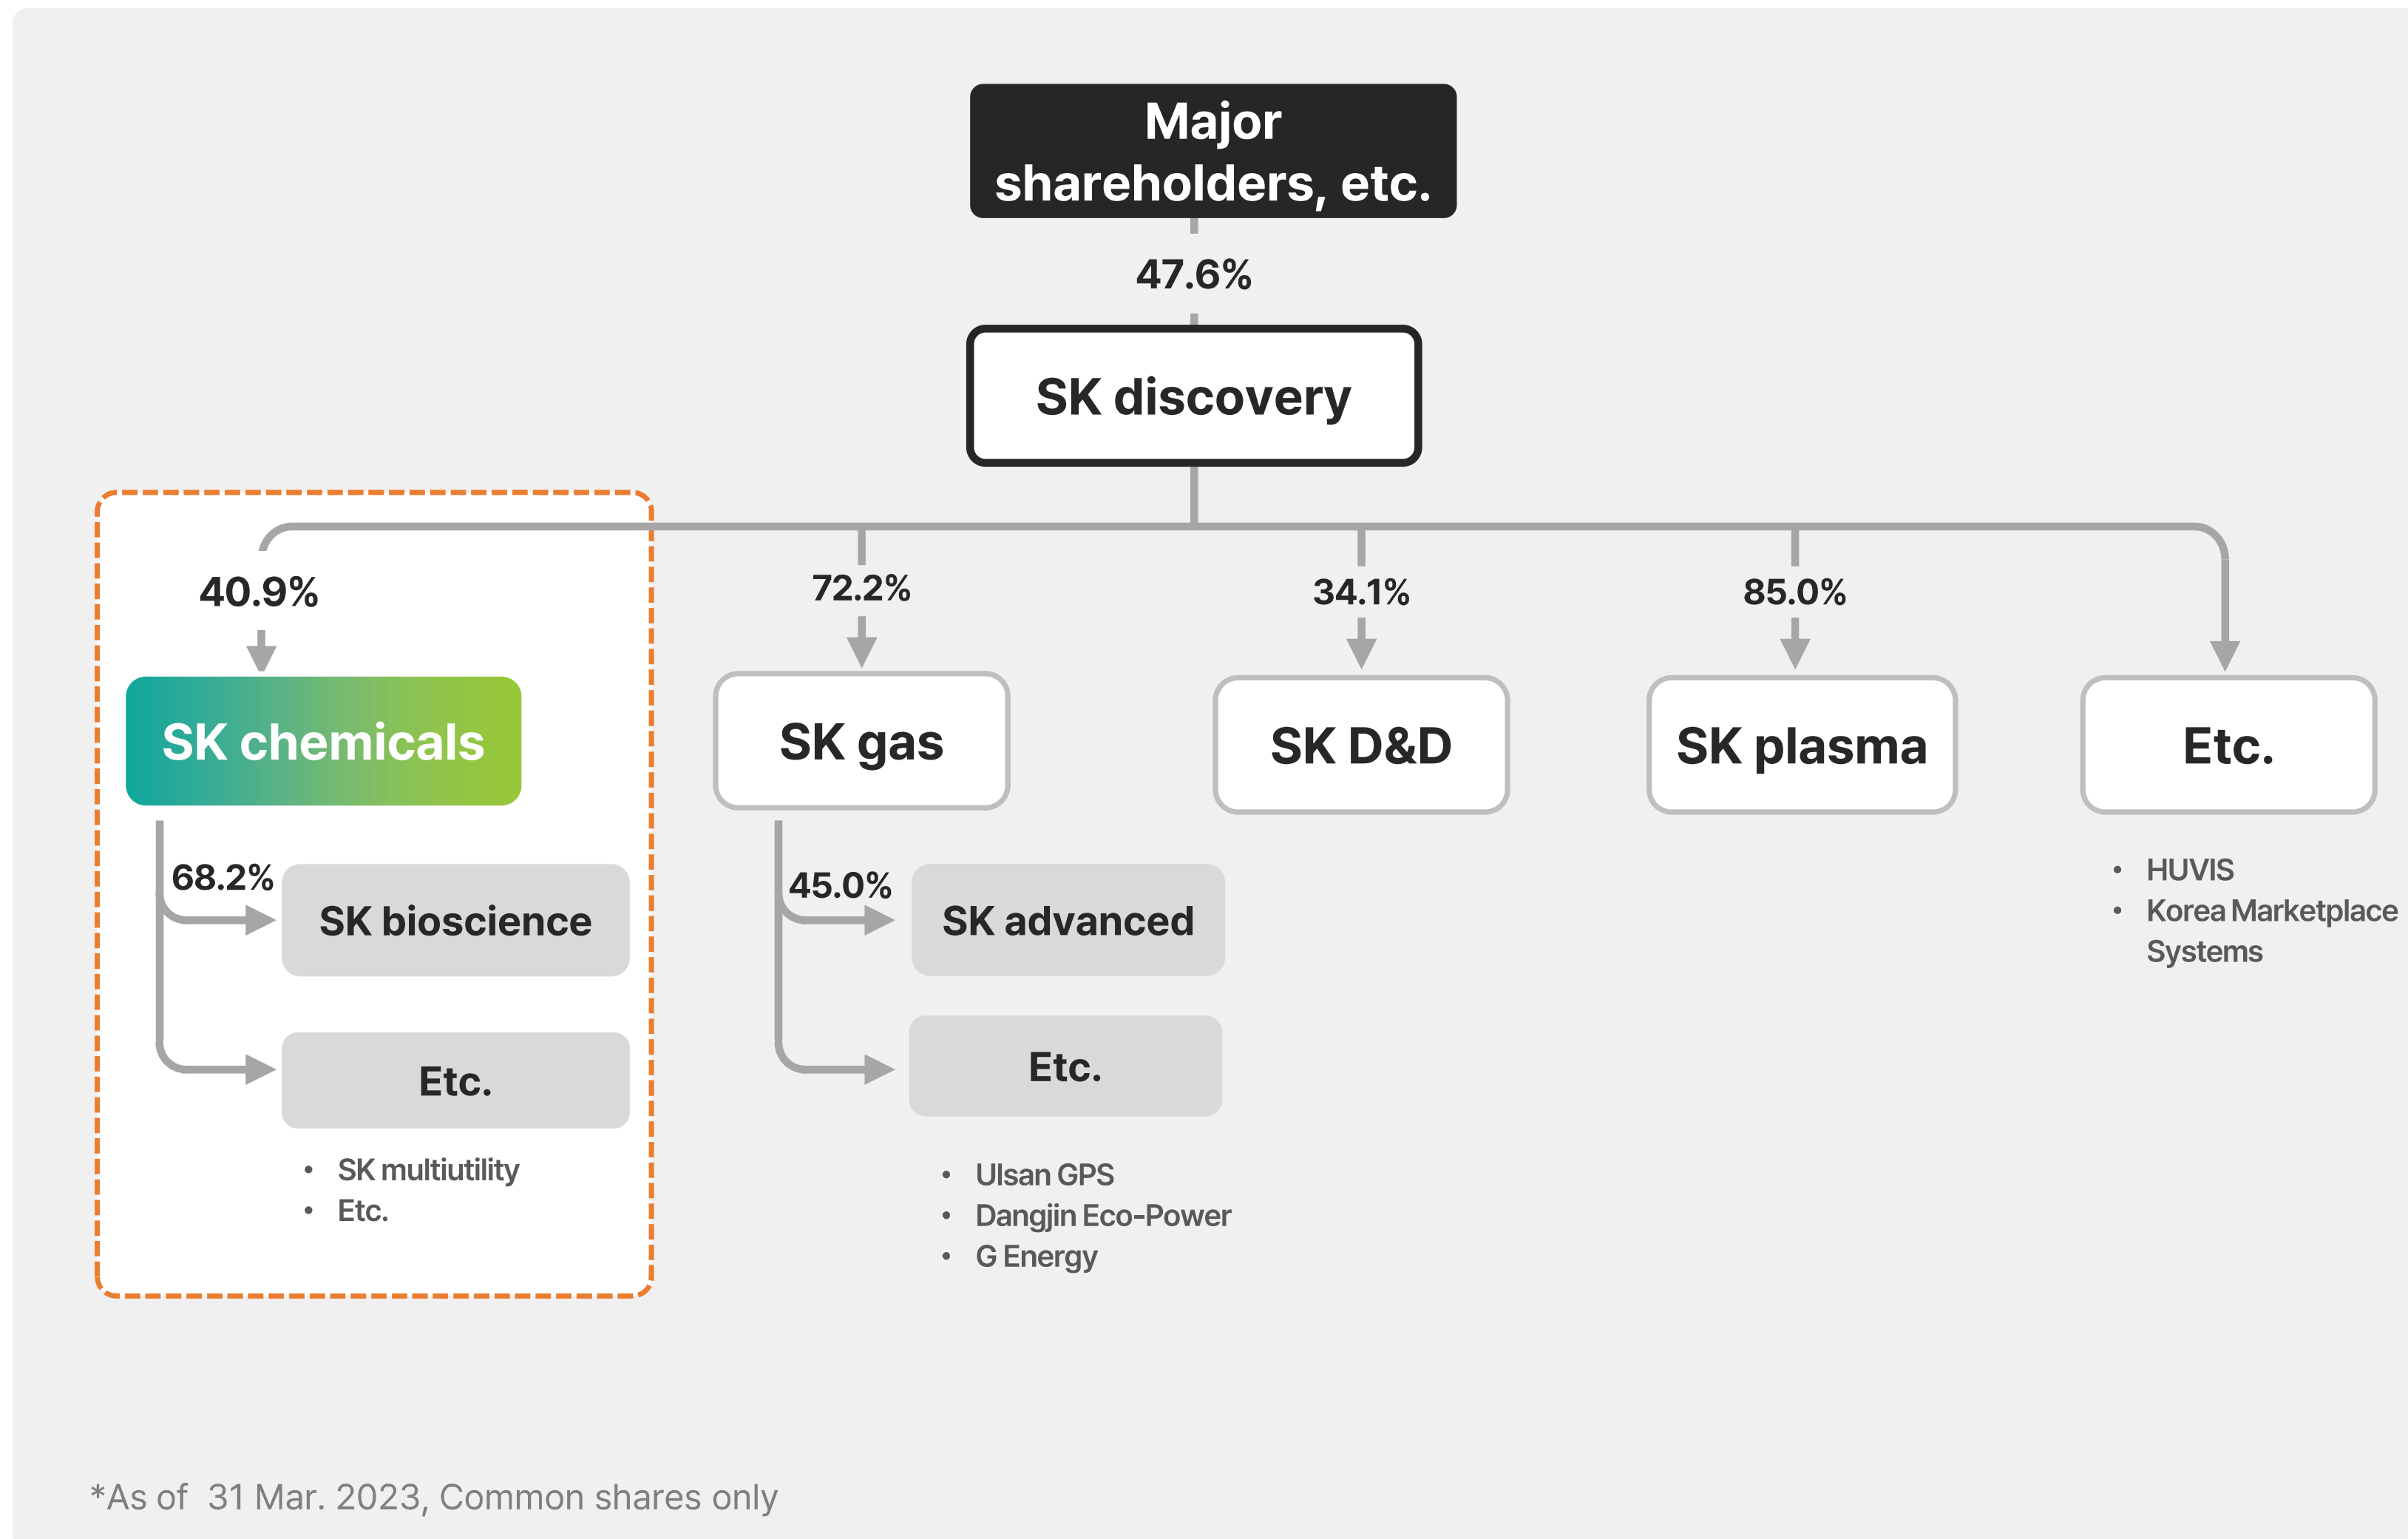 Major
shareholders, etc.
47.6%
SK discovery
40.9%
72.2%
34.1%
85.0%
SK chemicals
SK gas
SK D&D
SK plasma
Etc.
68.2%
SK bioscience
Etc.
• SK multiutility
• Etc.
45.0%
SK advanced
Etc.
• Ulsan GPS
• Dangjin Eco-Power
• G Energy
• HUVIS
• Korea Marketplace
Systems
*As of 31 Mar. 2023, Common shares only